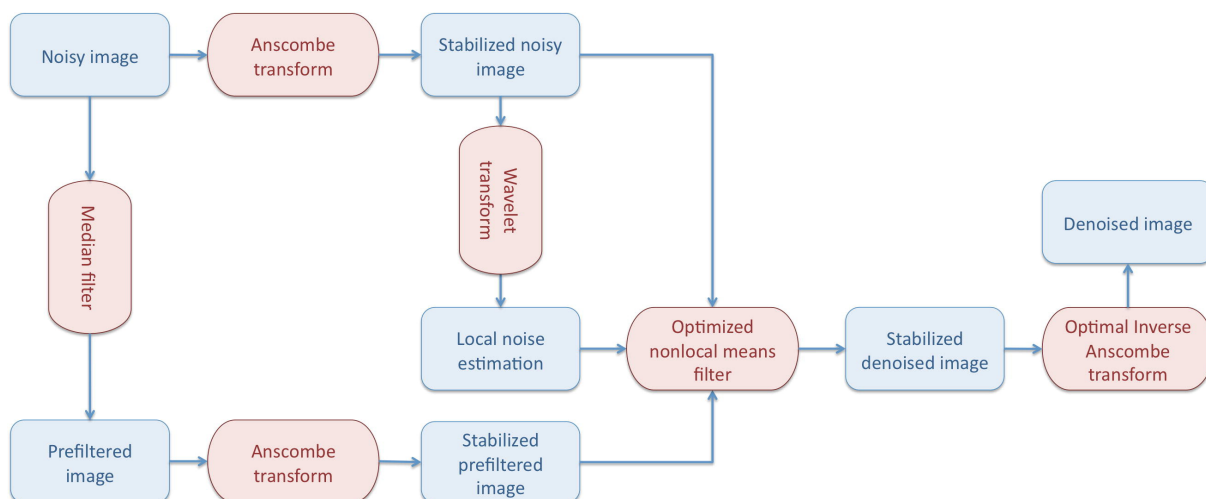 Noisy image
Anscombe
transform
Stabilized noisy
image
Median filter
Wavelet
transform
Denoised image
Local noise
estimation
Optimized
nonlocal means
filter
Stabilized
denoised image
Optimal Inverse
Anscombe
transform
Prefiltered
image
Anscombe
transform
Stabilized
prefiltered
image